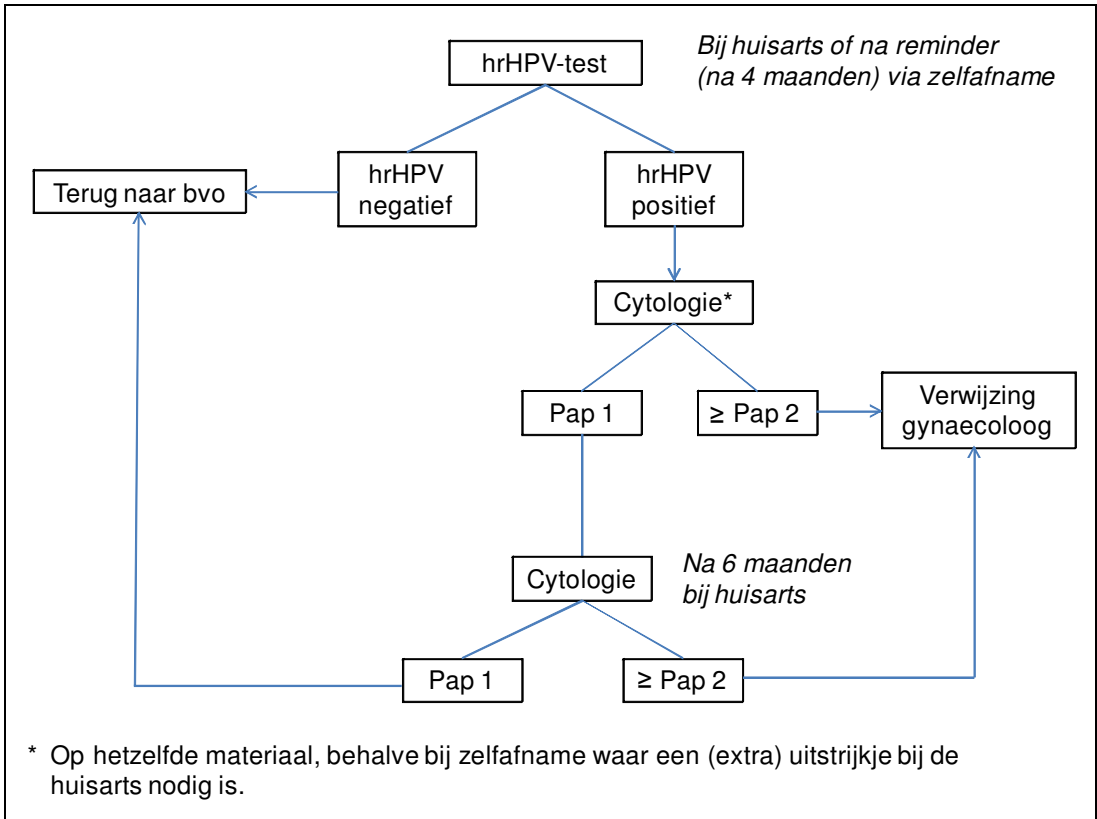 hrHPV-test
Bij huisarts of na reminder
(na 4 maanden) via zelfafname
Terug naar bvo
hrHPV
negatief
hrHPV
positief
Cytologie*
Pap 1
≥ Pap 2
Verwijzing
gynaecoloog
Cytologie
Na 6 maanden
bij huisarts
Pap 1
≥ Pap 2
* Op hetzelfde materiaal, behalve bij zelfafname waar een (extra) uitstrijkje bij de
huisarts nodig is.